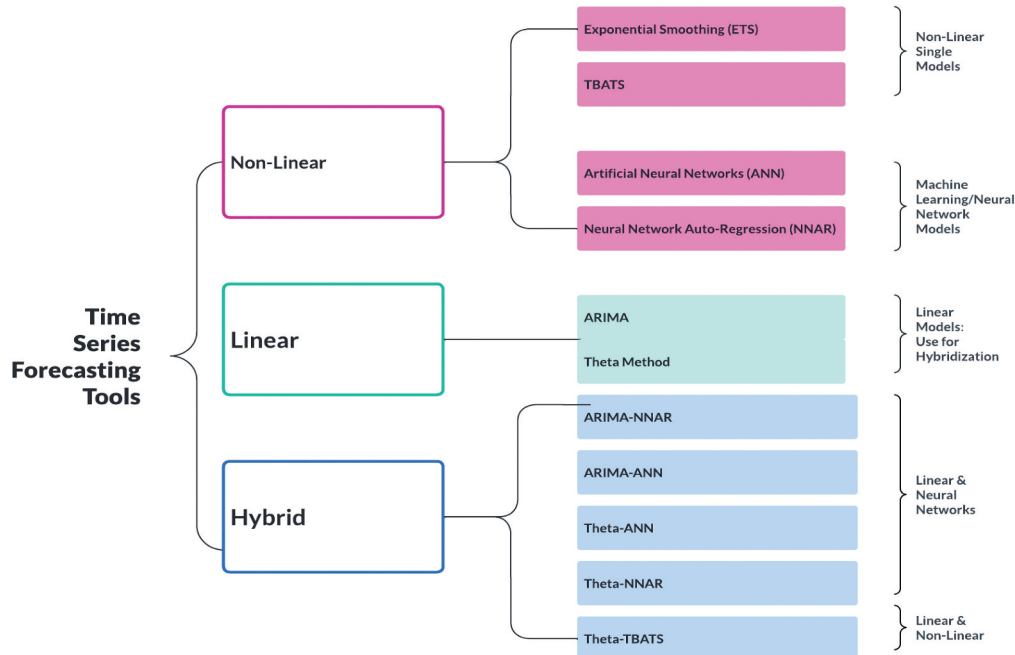 Time
Series
Forecasting
Tools
Non-Linear
Exponential Smoothing (ETS)
TBATS
Non-Linear
Single
Models
Artificial Neural Networks (ANN)
Neural Network Auto-Regression (NNAR)
Machine
Learning/Neural
Network
Models
Linear
ARIMA
Theta Method
Linear
Models:
Use for
Hybridization
Hybrid
ARIMA-NNAR
ARIMA-ANN
Theta-ANN
Theta-NNAR
Linear &
Neural
Networks
Theta-TBATS
Linear &
Non-Linear